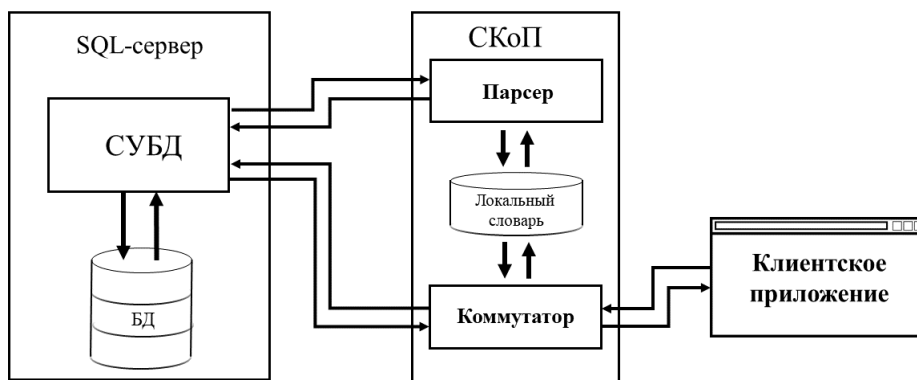 SQL-сервер
СУБД
БД
СКоП
Парсер
Локальный
словарь
Коммутатор
Клиентское
приложение